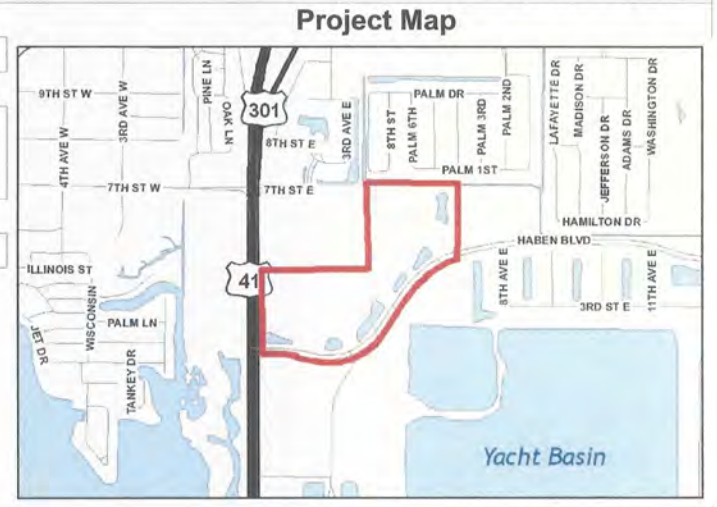 Project Map
9TH ST W
3RD AVE W
4TH AVE W
PINE LN
OAK LN
301
8TH ST E
3RD AVE E
PALM DR
8TH ST
PALM 6TH
PALM 3RD
PALM 2ND
PALM 1ST
LAFAYETTE DR
MADISON DR
JEFFERSON DR
ADAMS DR
WASHINGTON DR
7TH ST W
7TH ST E
HAMILTON DR
HABEN BLVD
ILLINOIS ST
41
WISCONSIN
PALM LN
JET DR
TANKEY DR
8TH AVE E
3RD ST E
11TH AVE E
Yacht Basin